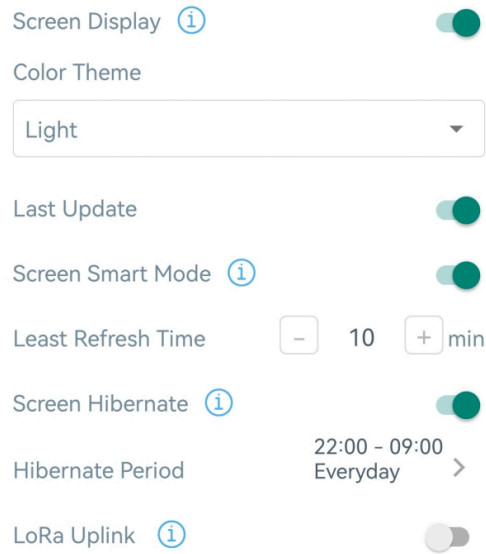 Screen Display
Color Theme
Light
Last Update
Screen Smart Mode
Least Refresh Time - 10 + min
Screen Hibernate
Hibernate Period 22:00 - 09:00
Everyday
LoRa Uplink